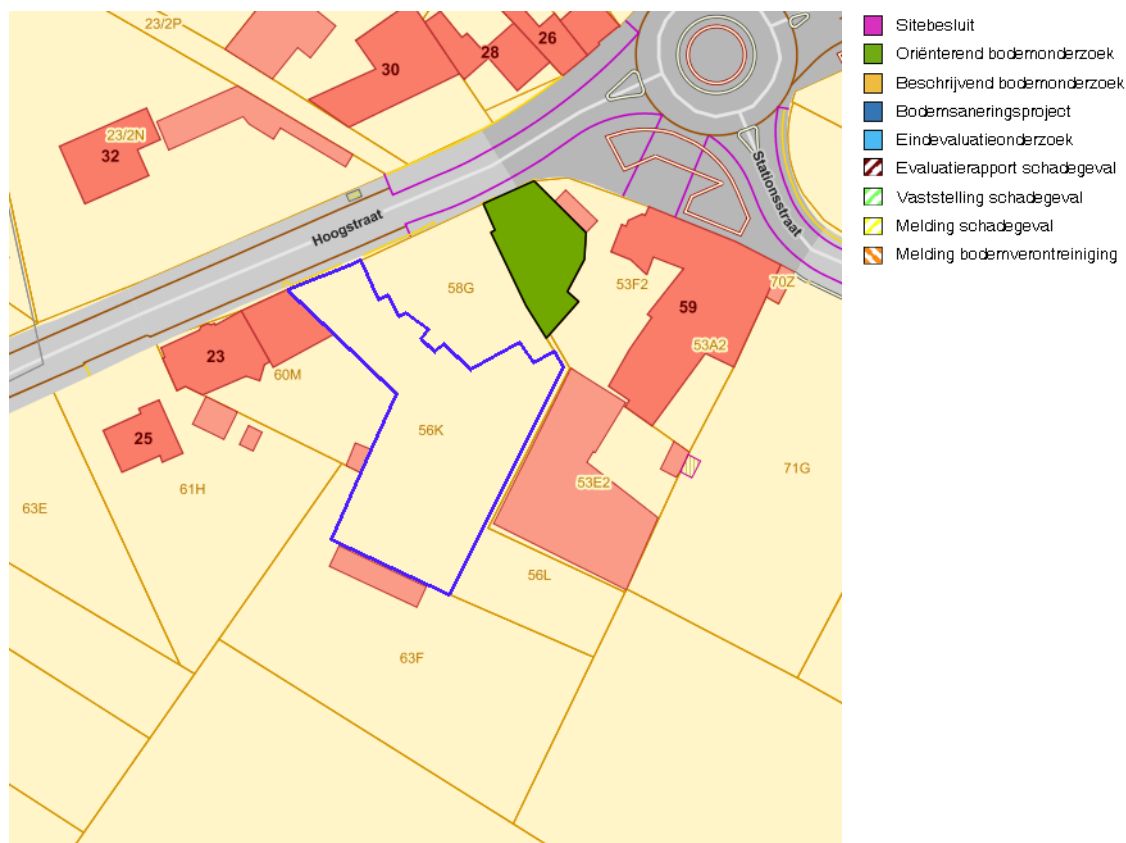 23/2P
26
28
30
23/2N
32
Hoogstraat
Stationsstraat
58G
53F2
70Z
59
53A2
23
60M
25
56K
61H
71G
63E
53E2
56L
63F
Sitebesluit
Oriënterend bodemonderzoek
Beschrijvend bodemonderzoek
Bodemsaneringsproject
Eindevaluatieonderzoek
Evaluatierapport schadegeval
Vaststelling schadegeval
Melding schadegeval
Melding bodemverontreiniging